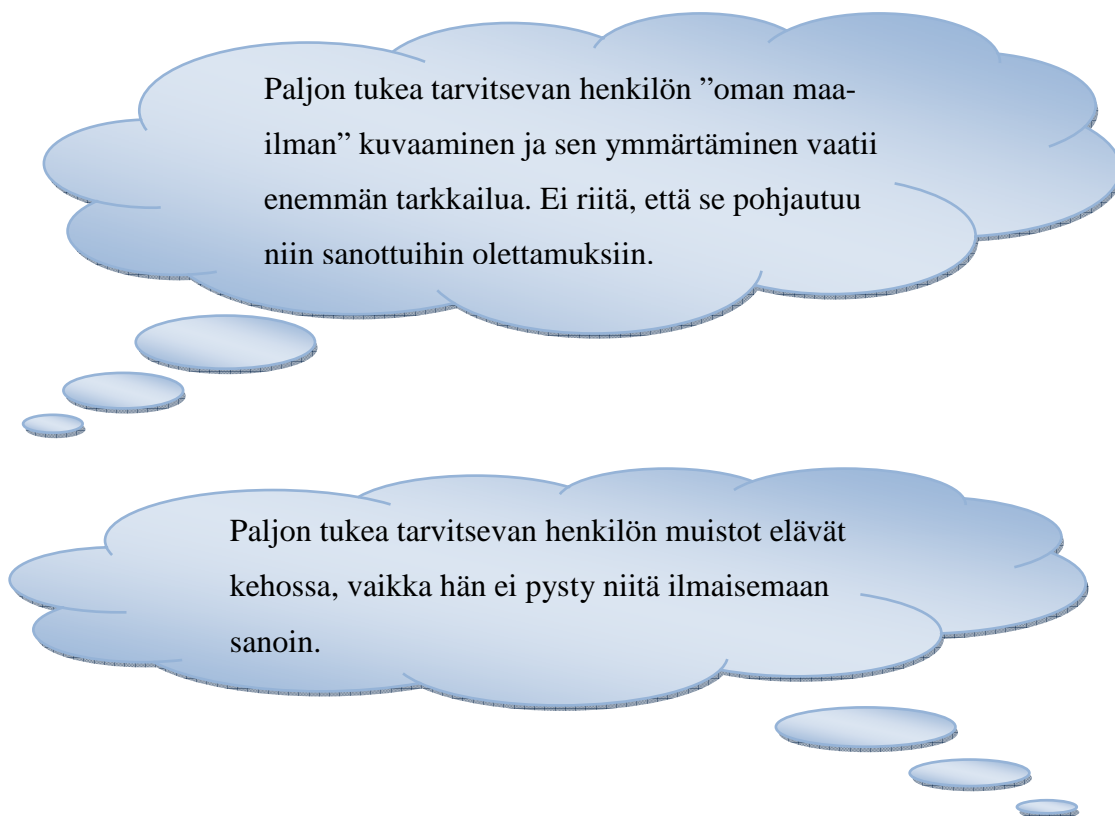 Paljon tukea tarvitsevan henkilön ”oman maa-
ilman” kuvaaminen ja sen ymmärtäminen vaatii
enemmän tarkkailua. Ei riitä, että se pohjautuu
niin sanottuihin olettamuksiin.
Paljon tukea tarvitsevan henkilön muistot elävät
kehossa, vaikka hän ei pysty niitä ilmaisemaan
sanoin.